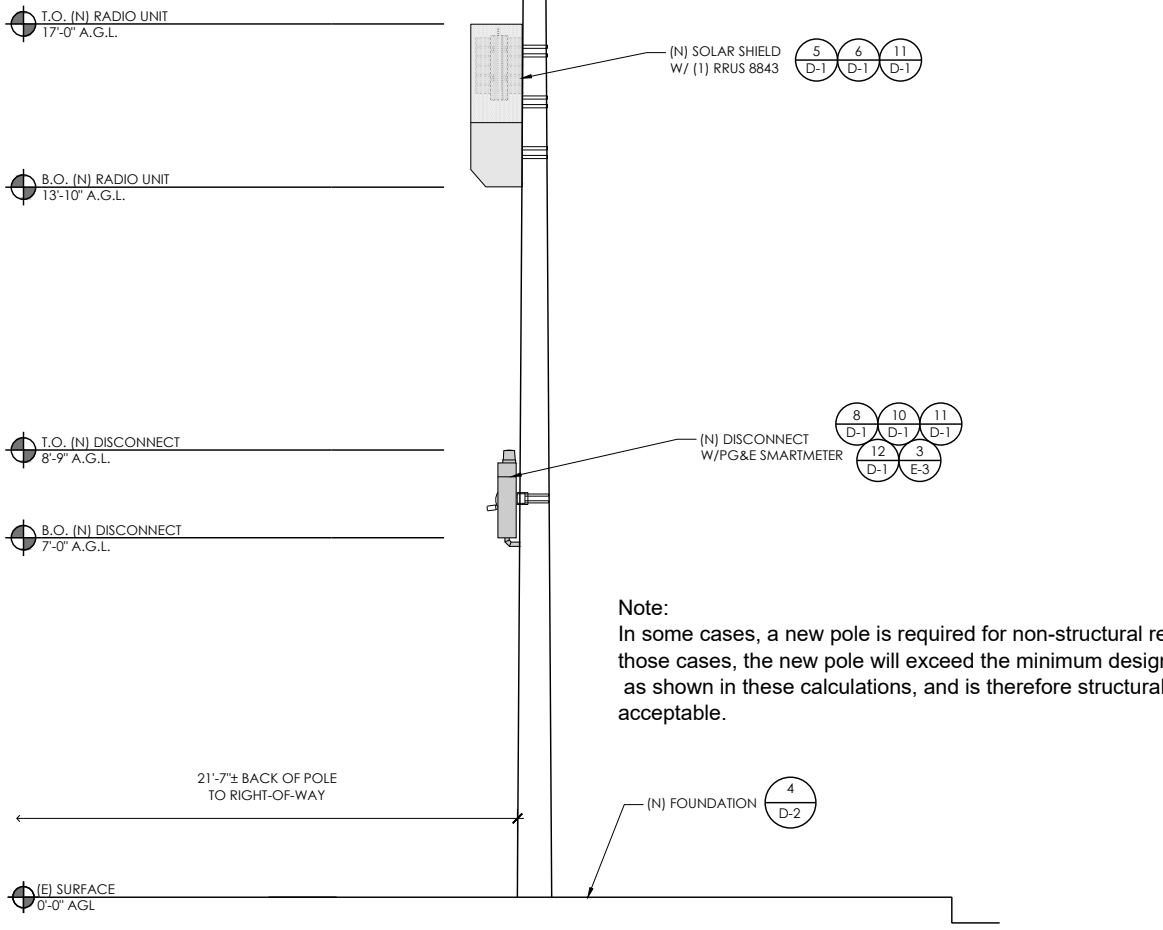 T.O. (N) RADIO UNIT
17'-0" A.G.L.
(N) SOLAR SHIELD
W/ (1) RRUS 8843
5 6 11
D-1 D-1 D-1
B.O. (N) RADIO UNIT
13'-10" A.G.L.
T.O. (N) DISCONNECT
8'-9" A.G.L.
(N) DISCONNECT
W/PG&E SMARTMETER
8 10 11
D-1 D-1 D-1
12 3
D-1 E-3
B.O. (N) DISCONNECT
7'-0" A.G.L.
Note:
In some cases, a new pole is required for non-structural re
those cases, the new pole will exceed the minimum design
as shown in these calculations, and is therefore structural
acceptable.
21'-7"± BACK OF POLE
TO RIGHT-OF-WAY
(N) FOUNDATION
4
D-2
(E) SURFACE
0'-0" AGL